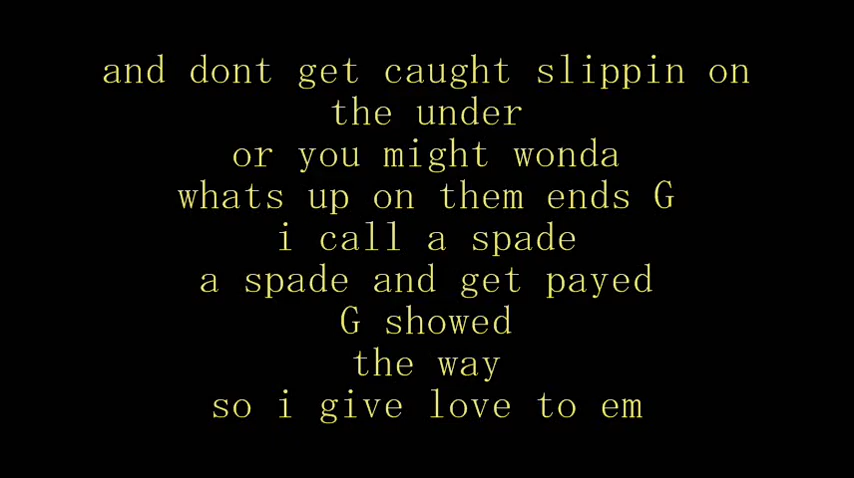 and dont get caught slippin on
the under
or you might wonda
whats up on them ends G
i call a spade
a spade and get payed
G showed
the way
so i give love to em